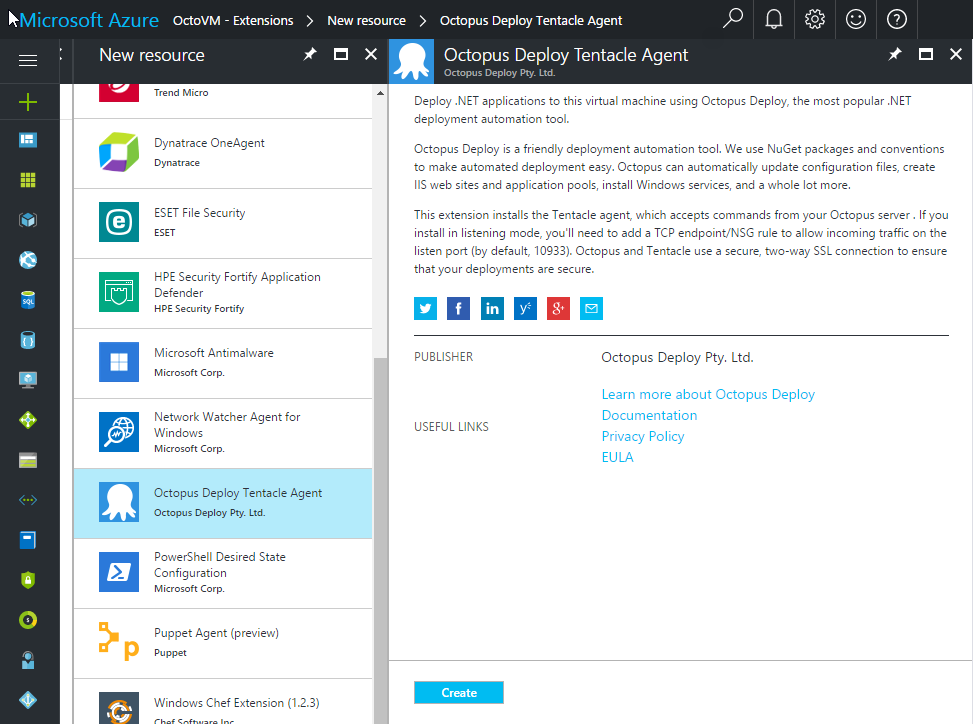 Microsoft Azure OctoVM - Extensions > New resource > Octopus Deploy Tentacle Agent
New resource
Trend Micro
Dynatrace OneAgent
Dynatrace
ESET File Security
ESET
HPE Security Fortify Application
Defender
HPE Security Fortify
Microsoft Antimalware
Microsoft Corp.
Network Watcher Agent for
Windows
Microsoft Corp.
Octopus Deploy Tentacle Agent
Octopus Deploy Pty. Ltd.
PowerShell Desired State
Configuration
Microsoft Corp.
Puppet Agent (preview)
Puppet
Windows Chef Extension (1.2.3)
Chef Software Inc.
Octopus Deploy Tentacle Agent
Octopus Deploy Pty. Ltd.
Deploy .NET applications to this virtual machine using Octopus Deploy, the most popular .NET
deployment automation tool.
Octopus Deploy is a friendly deployment automation tool. We use NuGet packages and conventions
to make automated deployment easy. Octopus can automatically update configuration files, create
IIS web sites and application pools, install Windows services, and a whole lot more.
This extension installs the Tentacle agent, which accepts commands from your Octopus server . If you
install in listening mode, you'll need to add a TCP endpoint/NSG rule to allow incoming traffic on the
listen port (by default, 10933). Octopus and Tentacle use a secure, two-way SSL connection to ensure
that your deployments are secure.
PUBLISHER
Octopus Deploy Pty. Ltd.
USEFUL LINKS
Learn more about Octopus Deploy
Documentation
Privacy Policy
EULA
Create